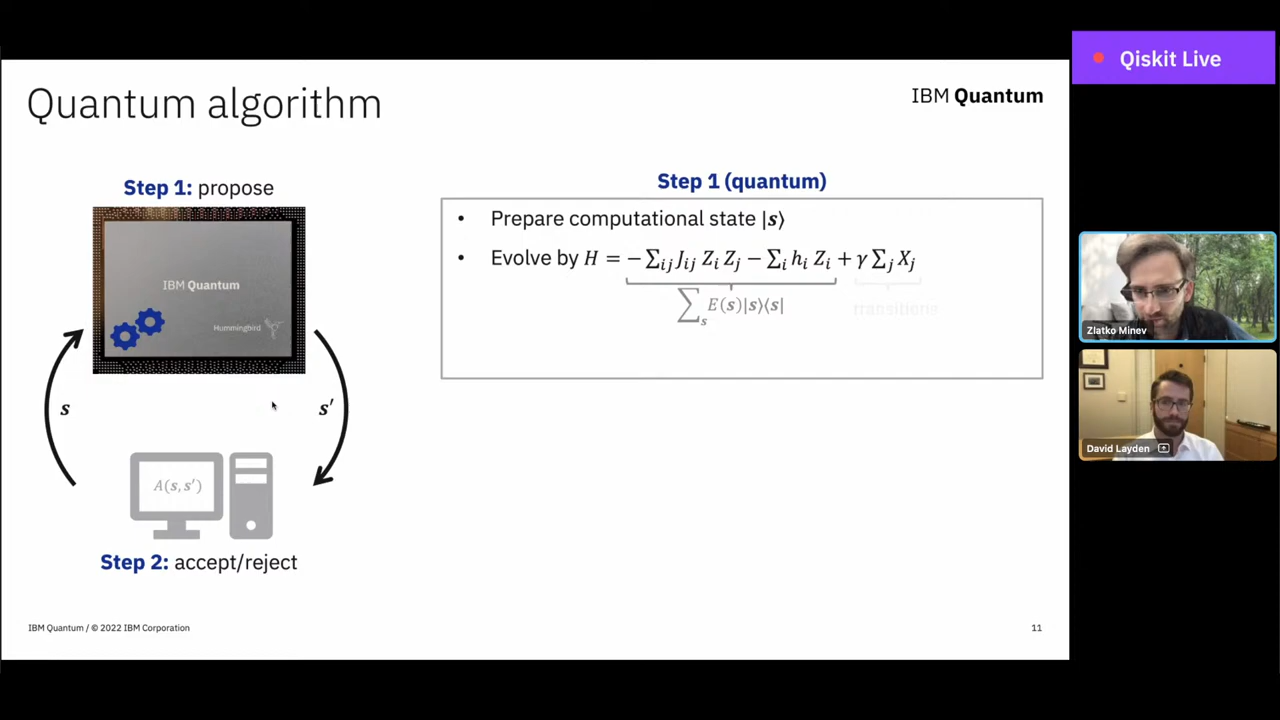 Qiskit Live
Quantum algorithm
IBM Quantum
Step 1: propose
IBM Quantum
Hummingbird
s
s′
A(s, s′)
Step 2: accept/reject
Step 1 (quantum)
• Prepare computational state |s⟩
• Evolve by H = − ∑ij Jij Zi Zj − ∑i hi Zi + γ ∑j Xj
∑s E(s)|s⟩⟨s|
transitions
Zlatko Minev
David Layden
IBM Quantum / © 2022 IBM Corporation
11